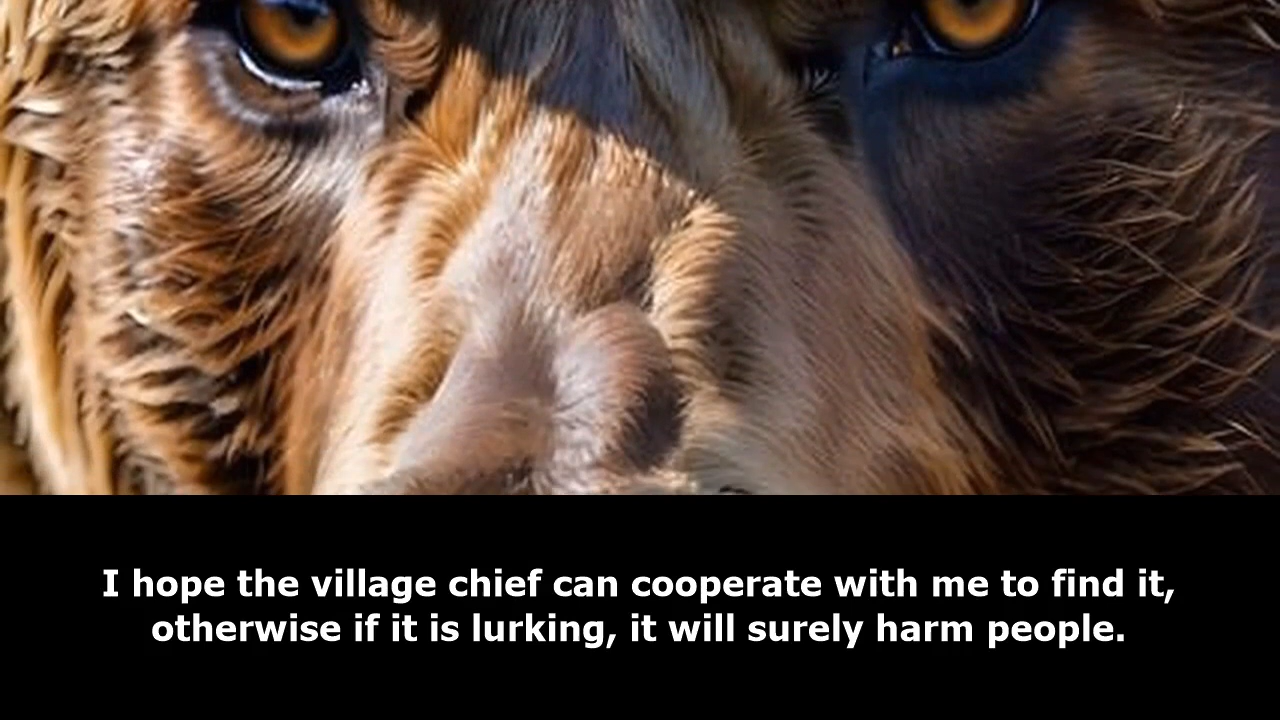 I hope the village chief can cooperate with me to find it,
otherwise if it is lurking, it will surely harm people.